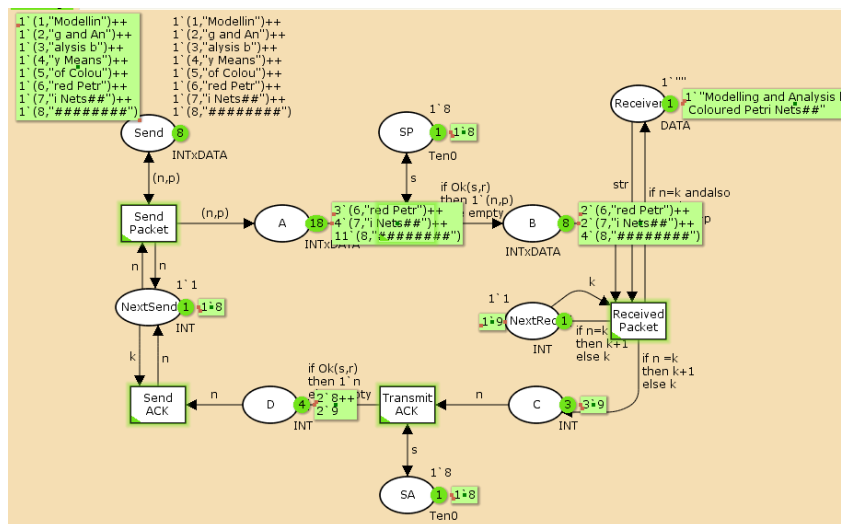 1`(1,"Modellin")++
1`(2,"g and An")++
1`(3,"alysis b")++
1`(4,"y Means")++
1`(5,"of Colou")++
1`(6,"red Petr")++
1`(7,"i Nets##")++
1`(8,"########")
1`(1,"Modellin")++
1`(2,"g and An")++
1`(3,"alysis b")++
1`(4,"y Means")++
1`(5,"of Colou")++
1`(6,"red Petr")++
1`(7,"i Nets##")++
1`(8,"########")
Send
8
INTxDATA
1`8
SP
1
1`8
Ten0
1`""
Receiver
1
1`"Modelling and Analysis
Coloured Petri Nets##"
DATA
(n,p)
s
str
if n=k andalso
Send
Packet
(n,p)
A
18
INTxDATA
3`(6,"red Petr")++
4`(7,"i Nets##")++
11`(8,"########")
if Ok(s,r)
then 1`(n,p)
empty
B
8
INTxDATA
2`(6,"red Petr")++
2`(7,"i Nets##")++
4`(8,"########")
n
n
1`1
NextSend
1
1`8
INT
1`1
k
1`9
NextRec
1
INT
if n=k
then k+1
else k
Received
Packet
k
n
if n =k
then k+1
else k
Send
ACK
n
D
4
INT
2`8++
2`9
if Ok(s,r)
then 1`n
Transmit
ACK
n
C
3
3`9
INT
s
1`8
SA
1
1`8
Ten0